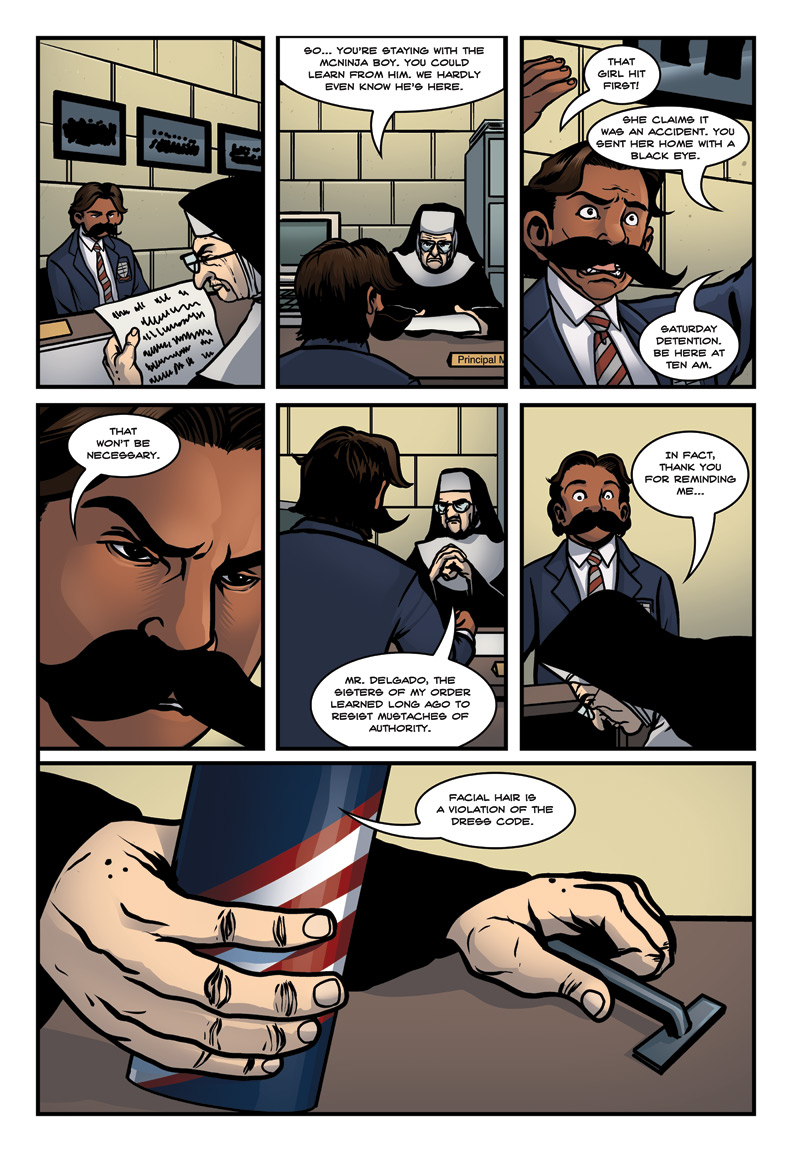 SO... YOU'RE STAYING WITH THE
MCNINJA BOY. YOU COULD
LEARN FROM HIM. WE HARDLY
EVEN KNOW HE'S HERE.
Principal M
THAT
GIRL HIT
FIRST!
SHE CLAIMS IT
WAS AN ACCIDENT. YOU
SENT HER HOME WITH A
BLACK EYE.
SATURDAY
DETENTION.
BE HERE AT
TEN AM.
THAT
WON'T BE
NECESSARY.
MR. DELGADO, THE
SISTERS OF MY ORDER
LEARNED LONG AGO TO
RESIST MUSTACHES OF
AUTHORITY.
IN FACT,
THANK YOU
FOR REMINDING
ME...
FACIAL HAIR IS
A VIOLATION OF THE
DRESS CODE.